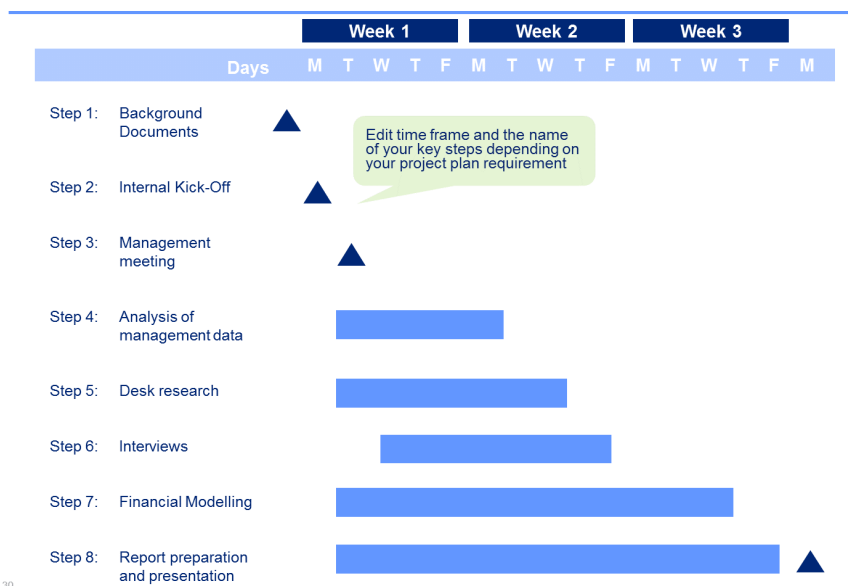 Week 1 Week 2 Week 3
Days M T W T F M T W T F M T W T F M
Step 1: Background
Documents
Edit time frame and the name
of your key steps depending on
your project plan requirement
Step 2: Internal Kick-Off
Step 3: Management
meeting
Step 4: Analysis of
management data
Step 5: Desk research
Step 6: Interviews
Step 7: Financial Modelling
Step 8: Report preparation
and presentation